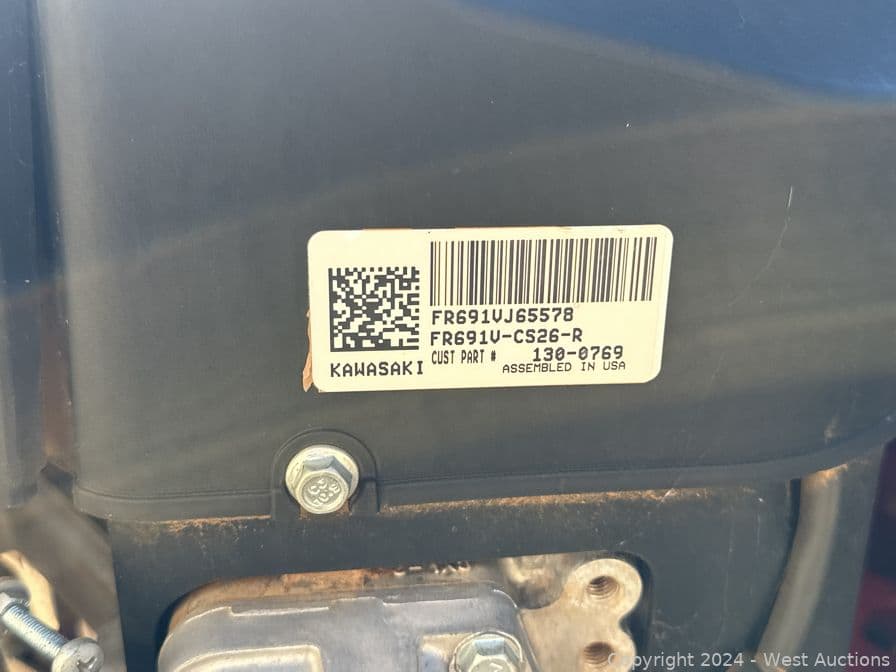 FR691VJ65578
FR691V-CS26-R
CUST PART # 130-0769
KAWASAKI
ASSEMBLED IN USA
Copyright 2024 - West Auctions